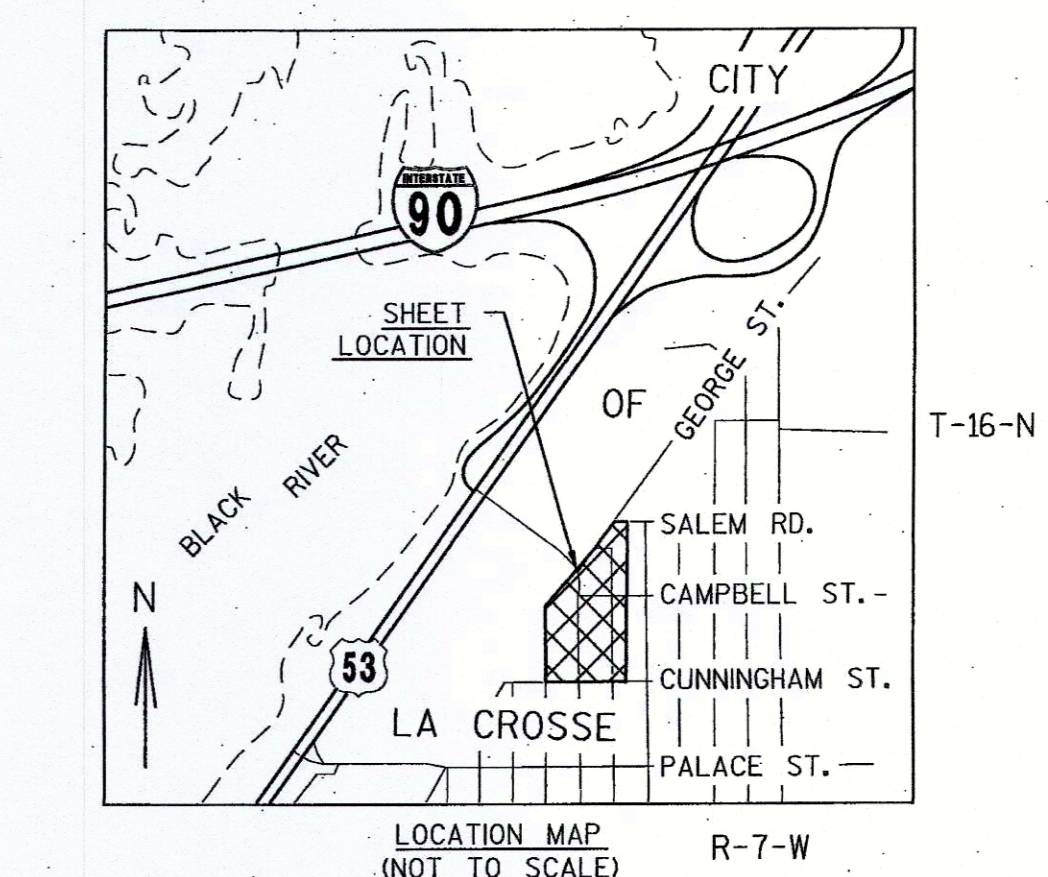 CITY
INTERSTATE
90
SHEET
LOCATION
GEORGE ST.
OF
T-16-N
BLACK RIVER
SALEM RD.
N
CAMPBELL ST.-
53
CUNNINGHAM ST.
LA CROSSE
PALACE ST.
LOCATION MAP
(NOT TO SCALE)
R-7-W